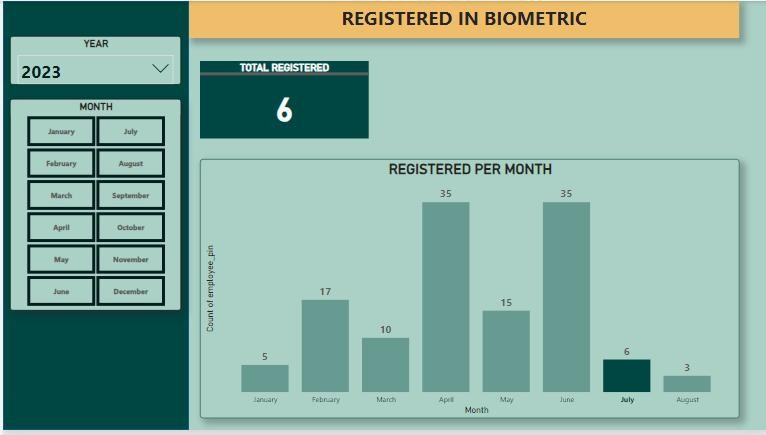 REGISTERED IN BIOMETRIC
YEAR
2023
MONTH
January July
February August
March September
April October
May November
June December
TOTAL REGISTERED
6
REGISTERED PER MONTH
Count of employee_pin
5 17 10 35 15 35 6 3
January February March April May June July August
Month